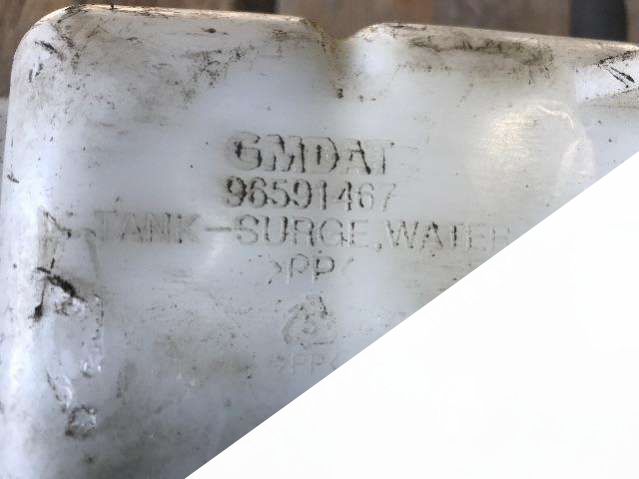 GMDAT
96591467
TANK-SURGE,WATER
>PP<
>PP<